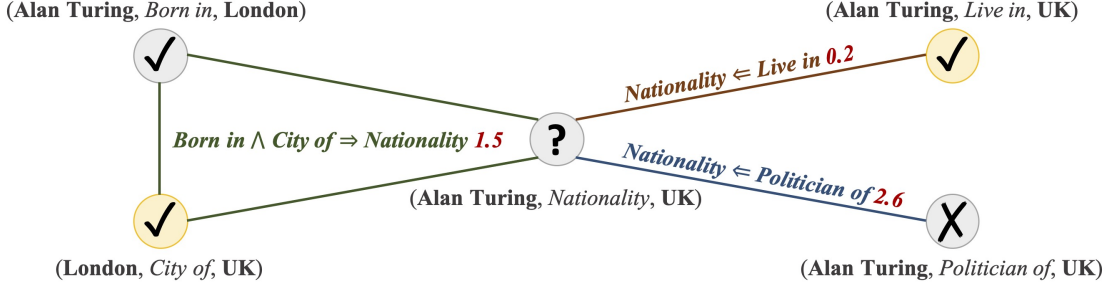 (Alan Turing, Born in, London)
(Alan Turing, Live in, UK)
Nationality ⇐ Live in 0.2
Born in ∧ City of ⇒ Nationality 1.5
?
Nationality ⇐ Politician of 2.6
(Alan Turing, Nationality, UK)
(London, City of, UK)
(Alan Turing, Politician of, UK)